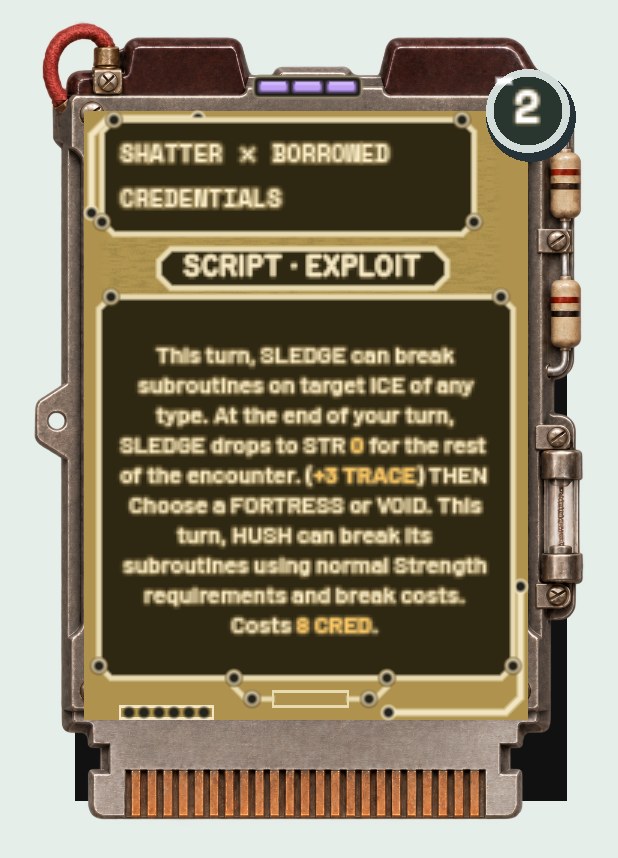 2
SHATTER × BORROWED
CREDENTIALS
SCRIPT · EXPLOIT
This turn, SLEDGE can break
subroutines on target ICE of any
type. At the end of your turn,
SLEDGE drops to STR 0 for the rest
of the encounter. (+3 TRACE) THEN
Choose a FORTRESS or VOID. This
turn, HUSH can break its
subroutines using normal Strength
requirements and break costs.
Costs 8 CRED.